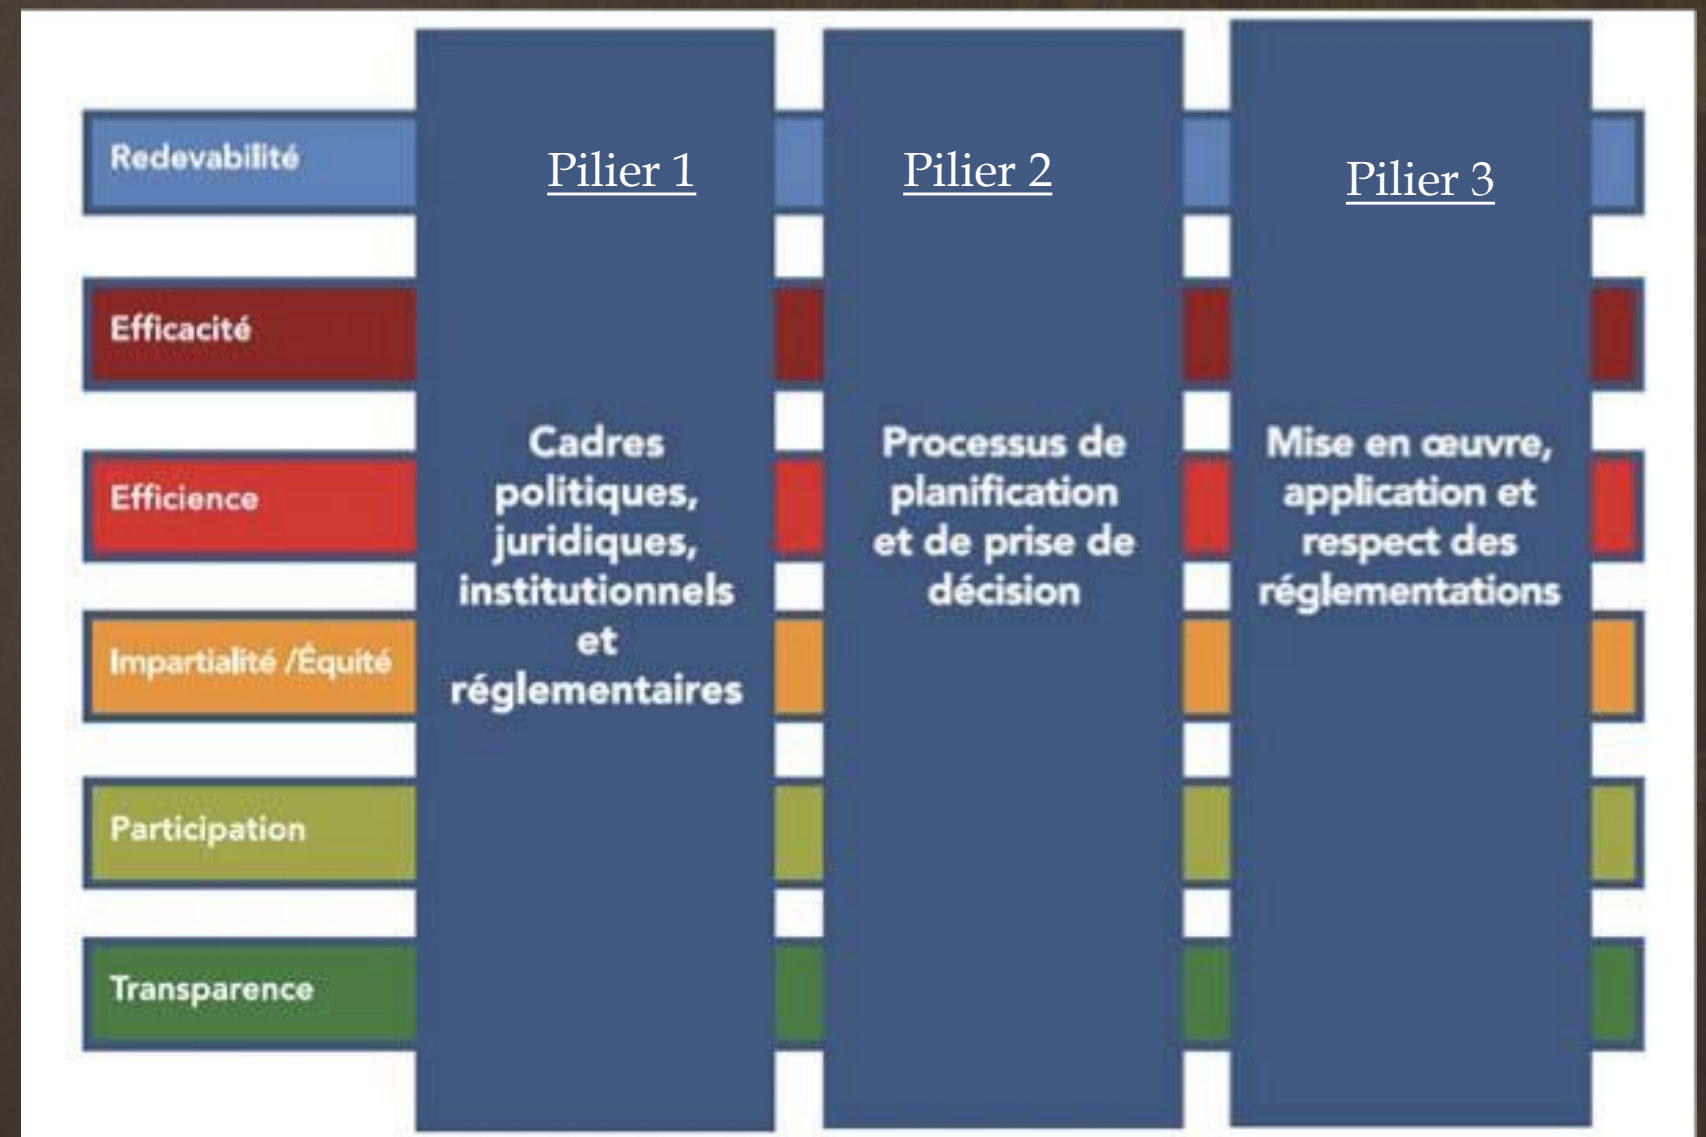 Redevabilité
Efficacité
Efficience
Impartialité /Équité
Participation
Transparence
Pilier 1
Cadres
politiques,
juridiques,
institutionnels
et
réglementaires
Pilier 2
Processus de
planification
et de prise de
décision
Pilier 3
Mise en œuvre,
application et
respect des
réglementations